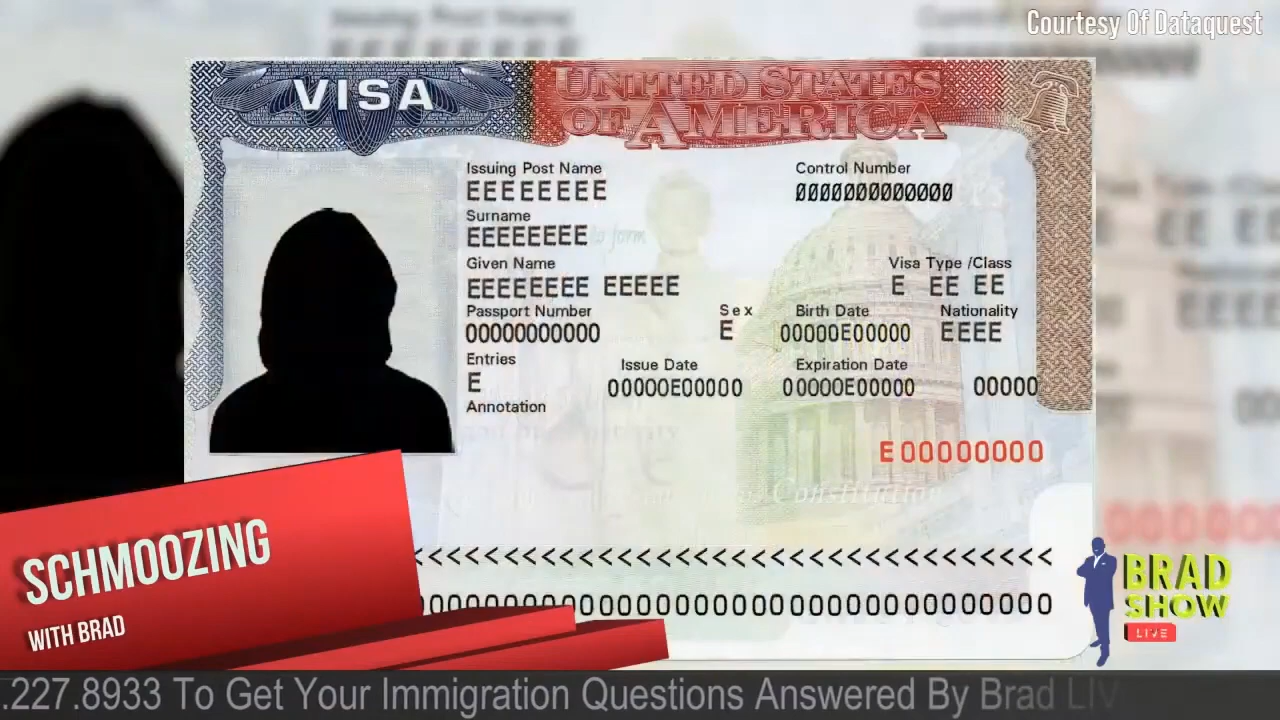 Courtesy Of Dataquest
VISA
UNITED STATES
OF AMERICA
Issuing Post Name
EEEEEEEE
Control Number
0000000000000
Surname
EEEEEEEE
Given Name
EEEEEEEE EEEEE
Visa Type /Class
E EE EE
Passport Number
00000000000
Sex
E
Birth Date
00000E00000
Nationality
EEEE
Entries
E
Issue Date
00000E00000
Expiration Date
00000E00000
00000
Annotation
E00000000
Constitution
SCHMOOZING
WITH BRAD
BRAD
SHOW
LIVE
.227.8933 To Get Your Immigration Questions Answered By Brad LIV